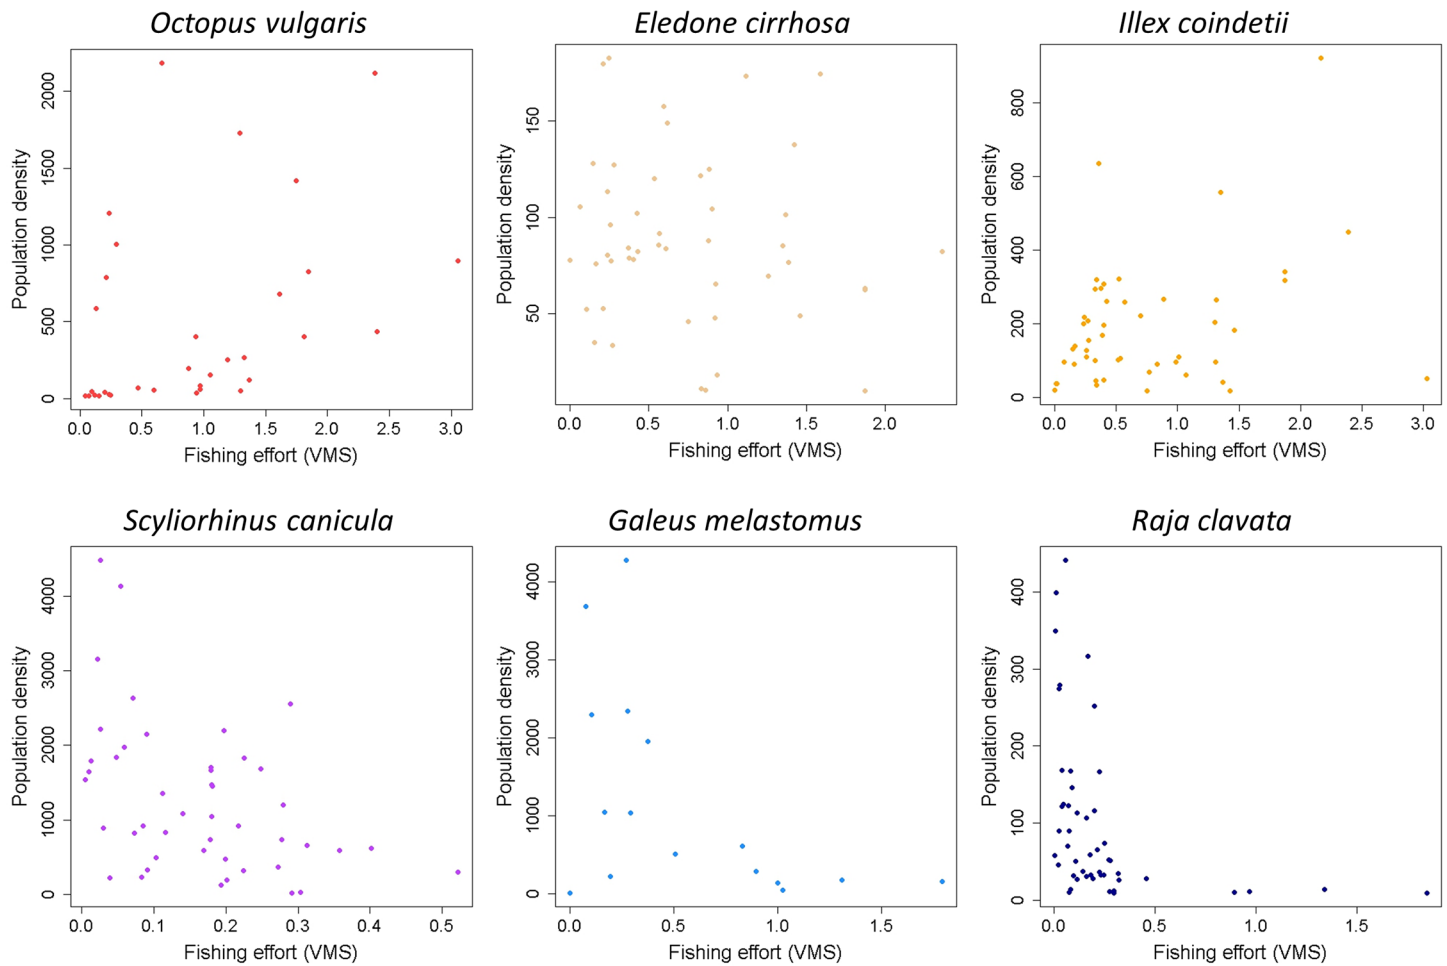 Octopus vulgaris
Eledone cirrhosa
Illex coindetii
Population density
2000
1500
1000
500
0
0.0 0.5 1.0 1.5 2.0 2.5 3.0
Fishing effort (VMS)
Population density
150
100
50
0.0 0.5 1.0 1.5 2.0
Fishing effort (VMS)
Population density
800
600
400
200
0
0.0 0.5 1.0 1.5 2.0 2.5 3.0
Fishing effort (VMS)
Scyliorhinus canicula
Galeus melastomus
Raja clavata
Population density
4000
3000
2000
1000
0
0.0 0.1 0.2 0.3 0.4 0.5
Fishing effort (VMS)
Population density
4000
3000
2000
1000
0
0.0 0.5 1.0 1.5
Fishing effort (VMS)
Population density
400
300
200
100
0
0.0 0.5 1.0 1.5
Fishing effort (VMS)